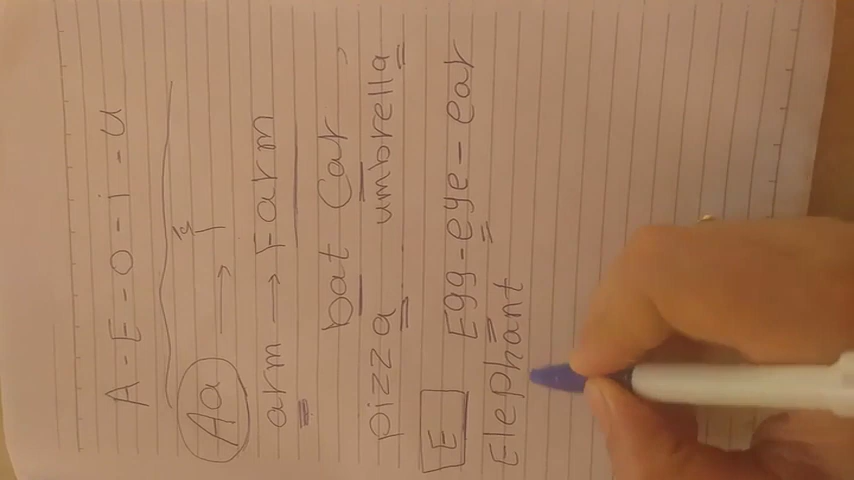 A-E-O-i-U
Aa → أ
arm → Farm
bat Car
pizza umbrella
E Egg-eye-ear
Elephant